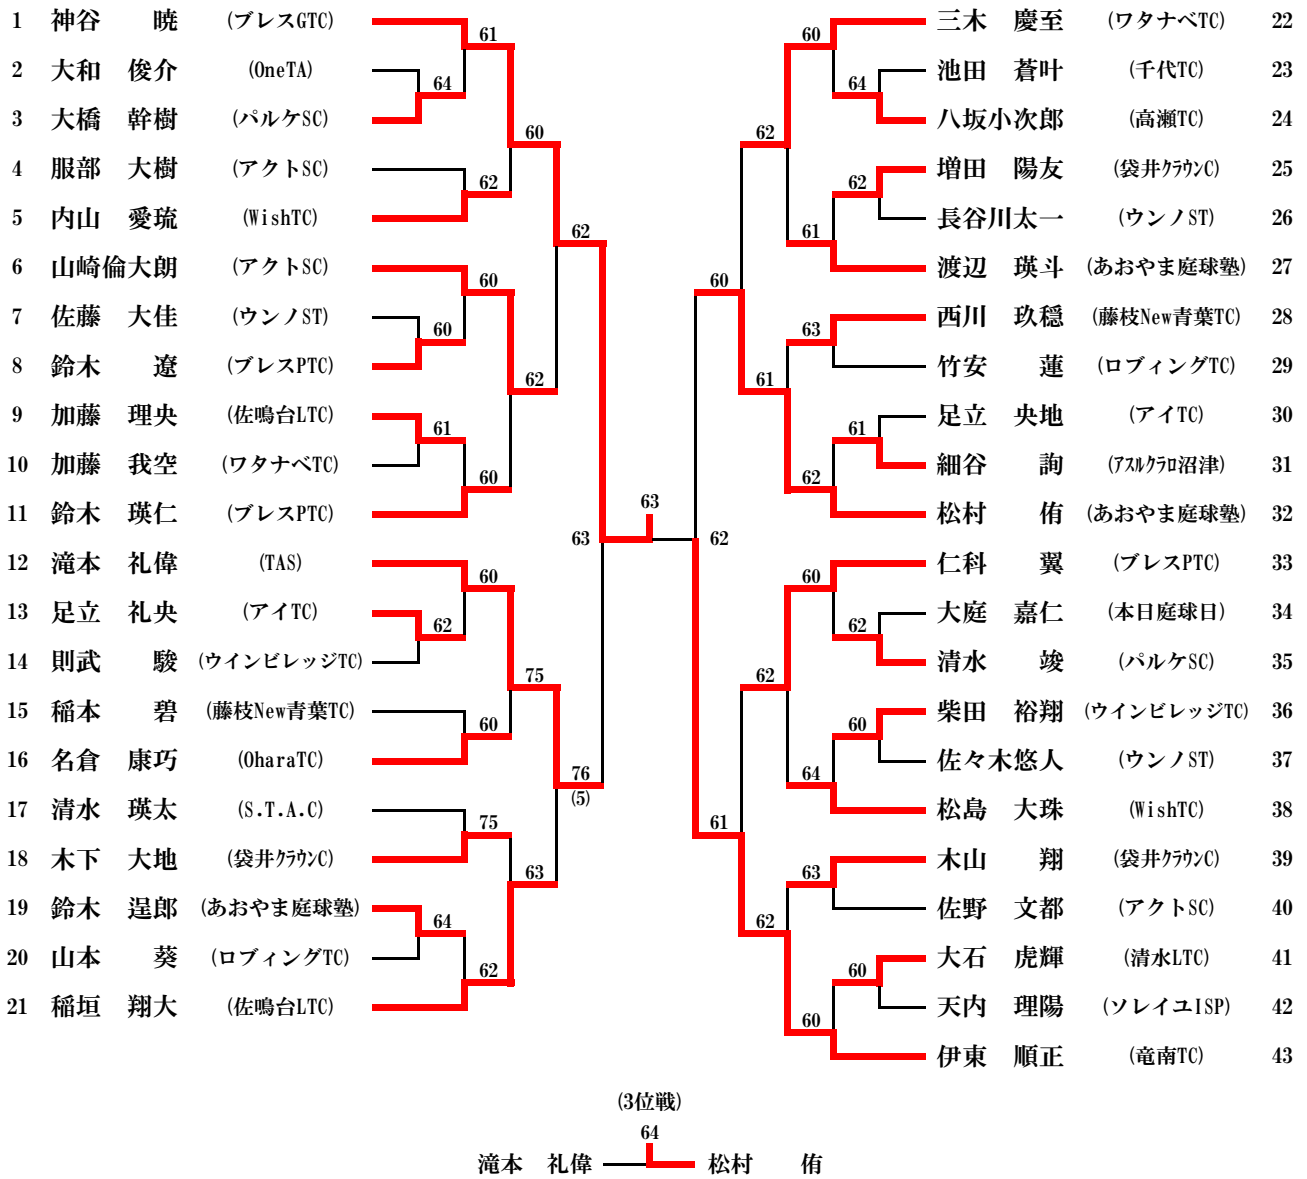 1 神谷 暁 (ブレスGTC)
2 大和 俊介 (OneTA)
3 大橋 幹樹 (パルケSC)
4 服部 大樹 (アクトSC)
5 内山 愛琉 (WishTC)
6 山崎倫大朗 (アクトSC)
7 佐藤 大佳 (ウンノST)
8 鈴木 遼 (ブレスPTC)
9 加藤 理央 (佐鳴台LTC)
10 加藤 我空 (ワタナベTC)
11 鈴木 瑛仁 (ブレスPTC)
12 滝本 礼偉 (TAS)
13 足立 礼央 (アイTC)
14 則武 駿 (ウインビレッジTC)
15 稲本 碧 (藤枝New青葉TC)
16 名倉 康巧 (OharaTC)
17 清水 瑛太 (S.T.A.C)
18 木下 大地 (袋井クラウンC)
19 鈴木 逞郎 (あおやま庭球塾)
20 山本 葵 (ロブィングTC)
21 稲垣 翔大 (佐鳴台LTC)
61
64
60
62
62
60
60
62
61
60
63
60
62
75
60
76
(5)
75
63
64
62
63
三木 慶至 (ワタナベTC) 22
池田 蒼叶 (千代TC) 23
八坂小次郎 (高瀬TC) 24
増田 陽友 (袋井クラウンC) 25
長谷川太一 (ウンノST) 26
渡辺 瑛斗 (あおやま庭球塾) 27
西川 玖穏 (藤枝New青葉TC) 28
竹安 蓮 (ロブィングTC) 29
足立 央地 (アイTC) 30
細谷 詢 (アスルクラロ沼津) 31
松村 侑 (あおやま庭球塾) 32
仁科 翼 (ブレスPTC) 33
大庭 嘉仁 (本日庭球日) 34
清水 竣 (パルケSC) 35
柴田 裕翔 (ウインビレッジTC) 36
佐々木悠人 (ウンノST) 37
松島 大珠 (WishTC) 38
木山 翔 (袋井クラウンC) 39
佐野 文都 (アクトSC) 40
大石 虎輝 (清水LTC) 41
天内 理陽 (ソレイユISP) 42
伊東 順正 (竜南TC) 43
60
64
62
62
61
60
63
61
61
62
62
60
62
62
60
64
61
63
62
60
60
(3位戦)
64
滝本 礼偉 松村 侑